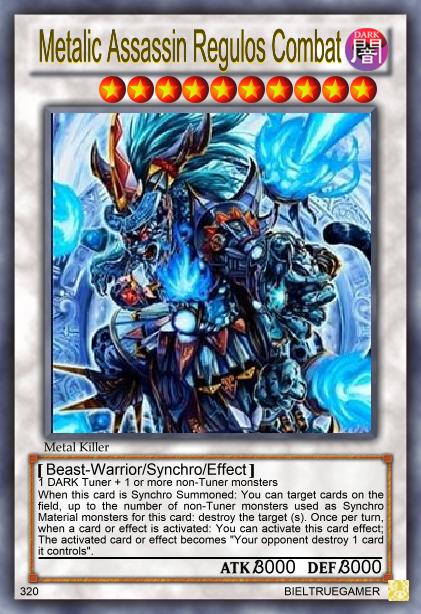 Metalic Assassin Regulos Combat
DARK
闇
Metal Killer
[ Beast-Warrior/Synchro/Effect ]
1 DARK Tuner + 1 or more non-Tuner monsters
When this card is Synchro Summoned: You can target cards on the
field, up to the number of non-Tuner monsters used as Synchro
Material monsters for this card: destroy the target (s). Once per turn,
when a card or effect is activated: You can activate this card effect;
The activated card or effect becomes "Your opponent destroy 1 card
it controls".
ATK 3000 DEF 3000
320 BIELTRUEGAMER